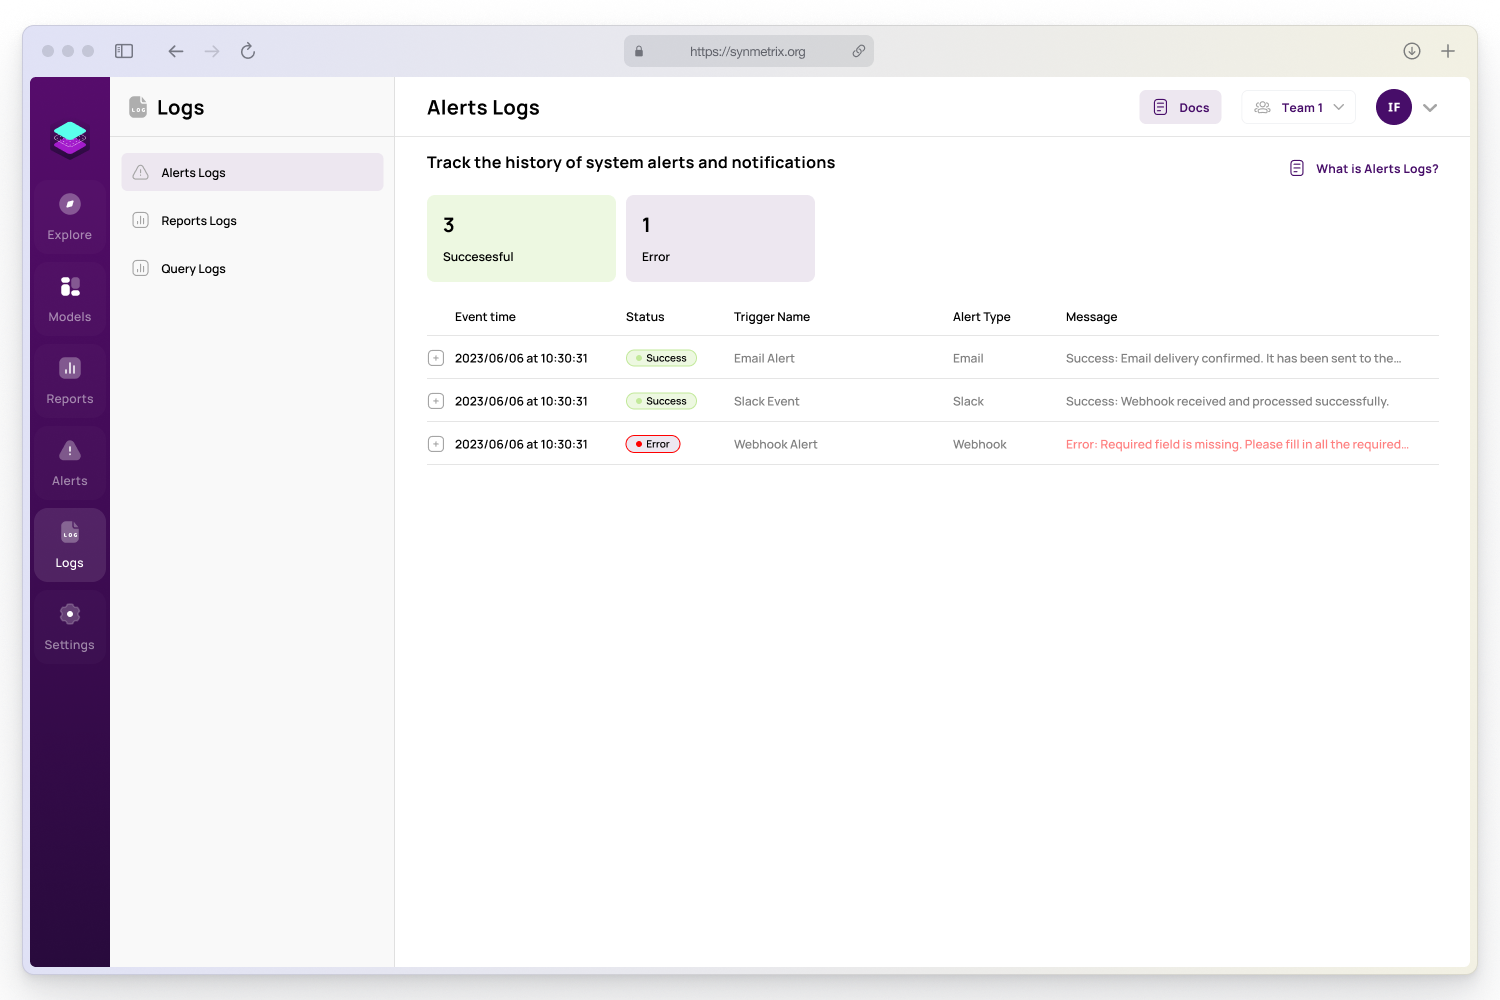 https://synmetrix.org
Logs
Alerts Logs
Docs
Team 1
IF
Explore
Models
Reports
Alerts
LOG
Logs
Settings
LOG
Alerts Logs
Reports Logs
Query Logs
Track the history of system alerts and notifications
What is Alerts Logs?
3
Succesesful
1
Error
Event time Status Trigger Name Alert Type Message
2023/06/06 at 10:30:31 Success Email Alert Email Success: Email delivery confirmed. It has been sent to the...
2023/06/06 at 10:30:31 Success Slack Event Slack Success: Webhook received and processed successfully.
2023/06/06 at 10:30:31 Error Webhook Alert Webhook Error: Required field is missing. Please fill in all the required...